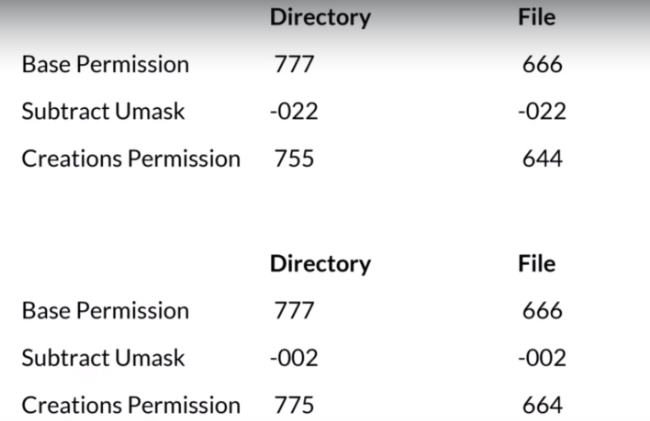 Directory File
Base Permission 777 666
Subtract Umask -022 -022
Creations Permission 755 644
Directory File
Base Permission 777 666
Subtract Umask -002 -002
Creations Permission 775 664